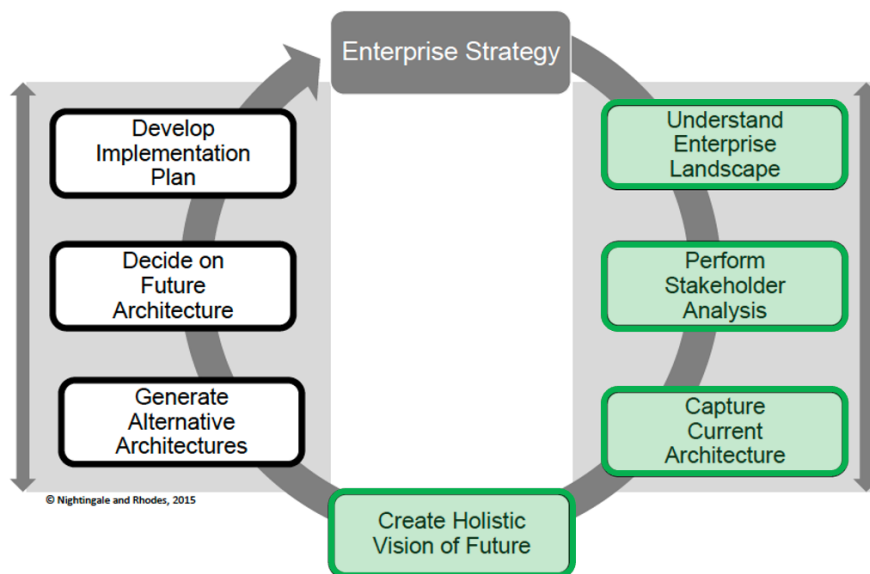 Enterprise Strategy
Understand
Enterprise
Landscape
Perform
Stakeholder
Analysis
Capture
Current
Architecture
Create Holistic
Vision of Future
Generate
Alternative
Architectures
Decide on
Future
Architecture
Develop
Implementation
Plan
© Nightingale and Rhodes, 2015